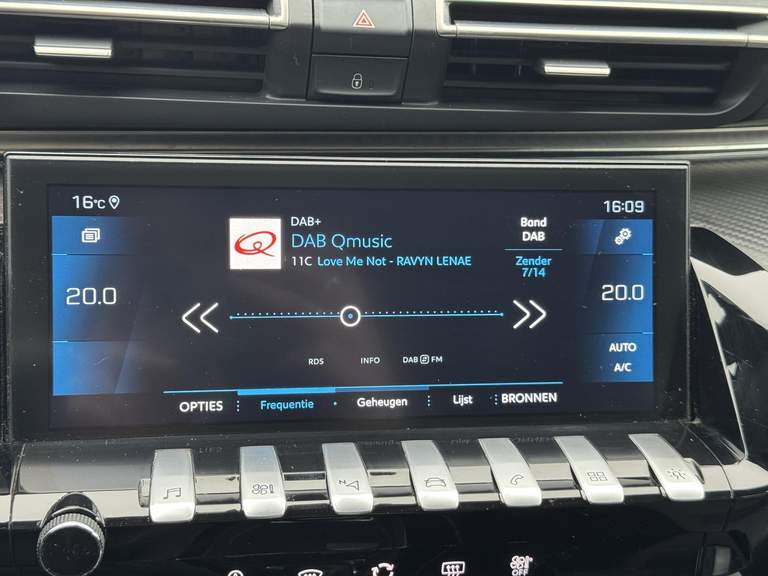 16°C
16:09
DAB+
DAB Qmusic
11C Love Me Not - RAVYN LENAE
Band
DAB
Zender
7/14
20.0
20.0
RDS
INFO
DAB FM
AUTO
A/C
OPTIES
Frequentie
Geheugen
Lijst
BRONNEN
N
OFF